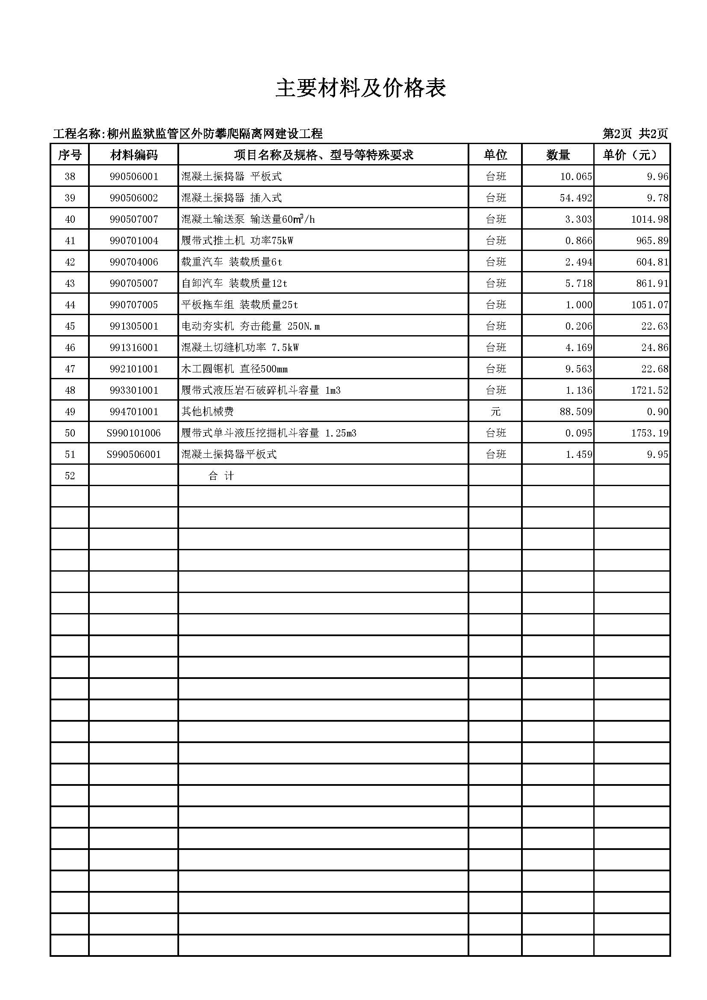 主要材料及价格表
工程名称:柳州监狱监管区外防攀爬隔离网建设工程 第2页 共2页
序号 材料编码 项目名称及规格、型号等特殊要求 单位 数量 单价（元）
38 990506001 混凝土振捣器 平板式 台班 10.065 9.96
39 990506002 混凝土振捣器 插入式 台班 54.492 9.78
40 990507007 混凝土输送泵 输送量60m³/h 台班 3.303 1014.98
41 990701004 履带式推土机 功率75kW 台班 0.866 965.89
42 990704006 载重汽车 装载质量6t 台班 2.494 604.81
43 990705007 自卸汽车 装载质量12t 台班 5.718 861.91
44 990707005 平板拖车组 装载质量25t 台班 1.000 1051.07
45 991305001 电动夯实机 夯击能量 250N.m 台班 0.206 22.63
46 991316001 混凝土切缝机功率 7.5kW 台班 4.169 24.86
47 992101001 木工圆锯机 直径500mm 台班 9.563 22.68
48 993301001 履带式液压岩石破碎机斗容量 1m3 台班 1.136 1721.52
49 994701001 其他机械费 元 88.509 0.90
50 S990101006 履带式单斗液压挖掘机斗容量 1.25m3 台班 0.095 1753.19
51 S990506001 混凝土振捣器平板式 台班 1.459 9.95
52 合 计